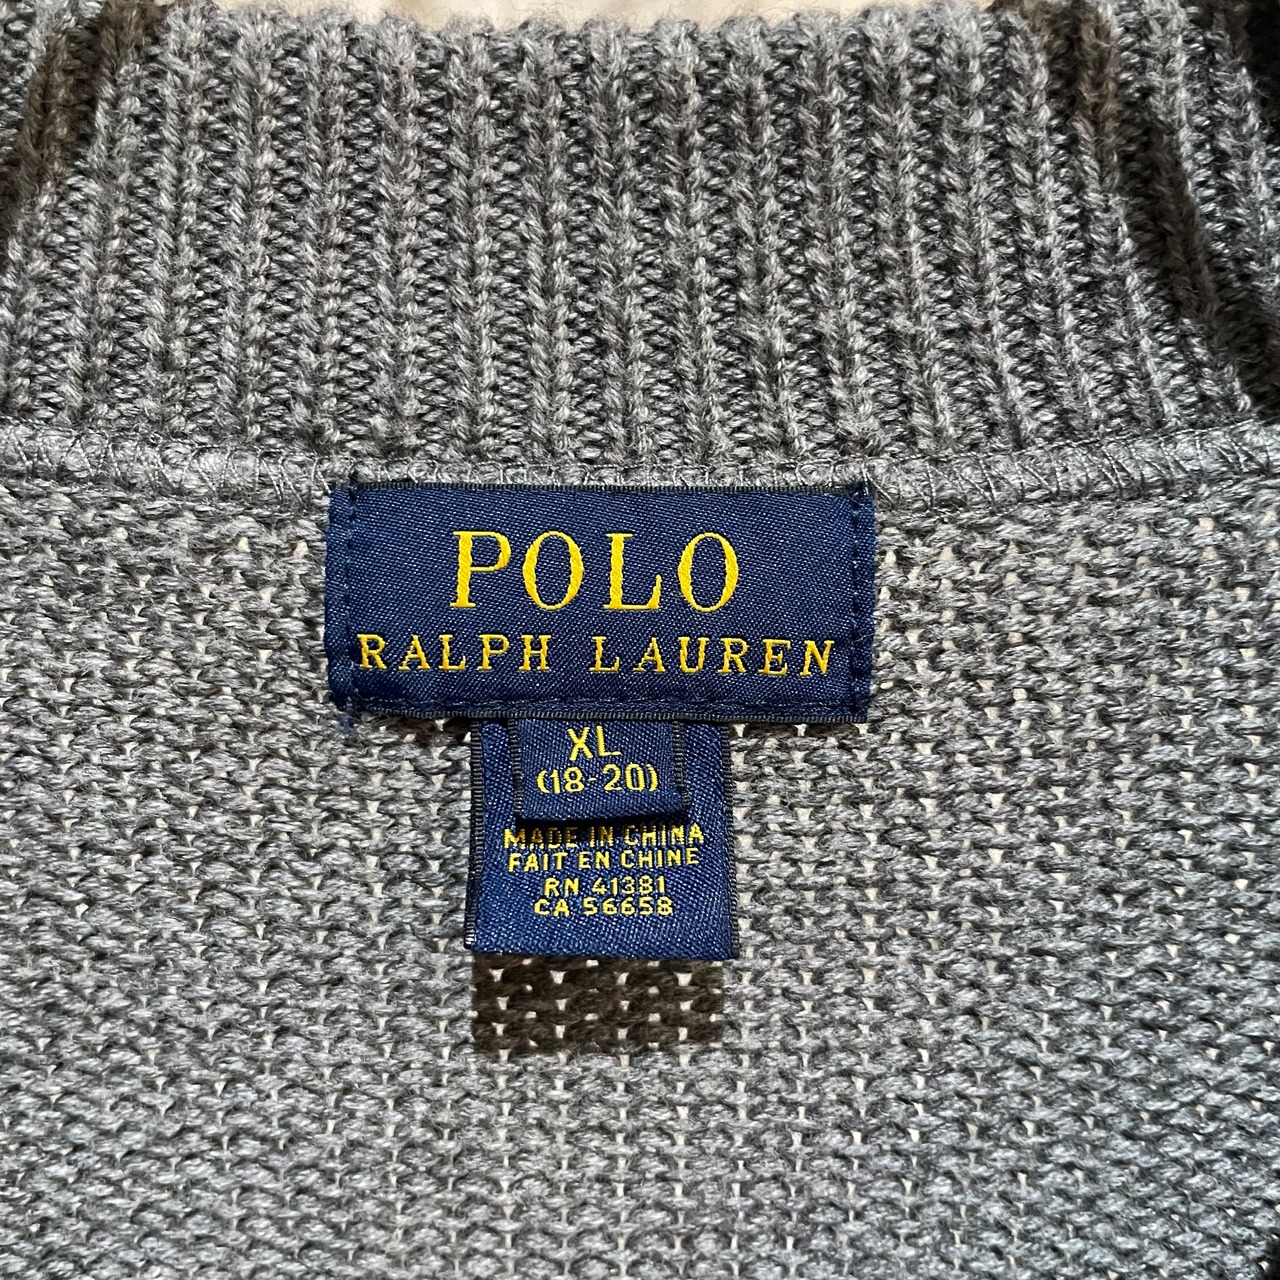 POLO
RALPH LAUREN
XL
(18-20)
MADE IN CHINA
FAIT EN CHINE
RN 41381
CA 56658